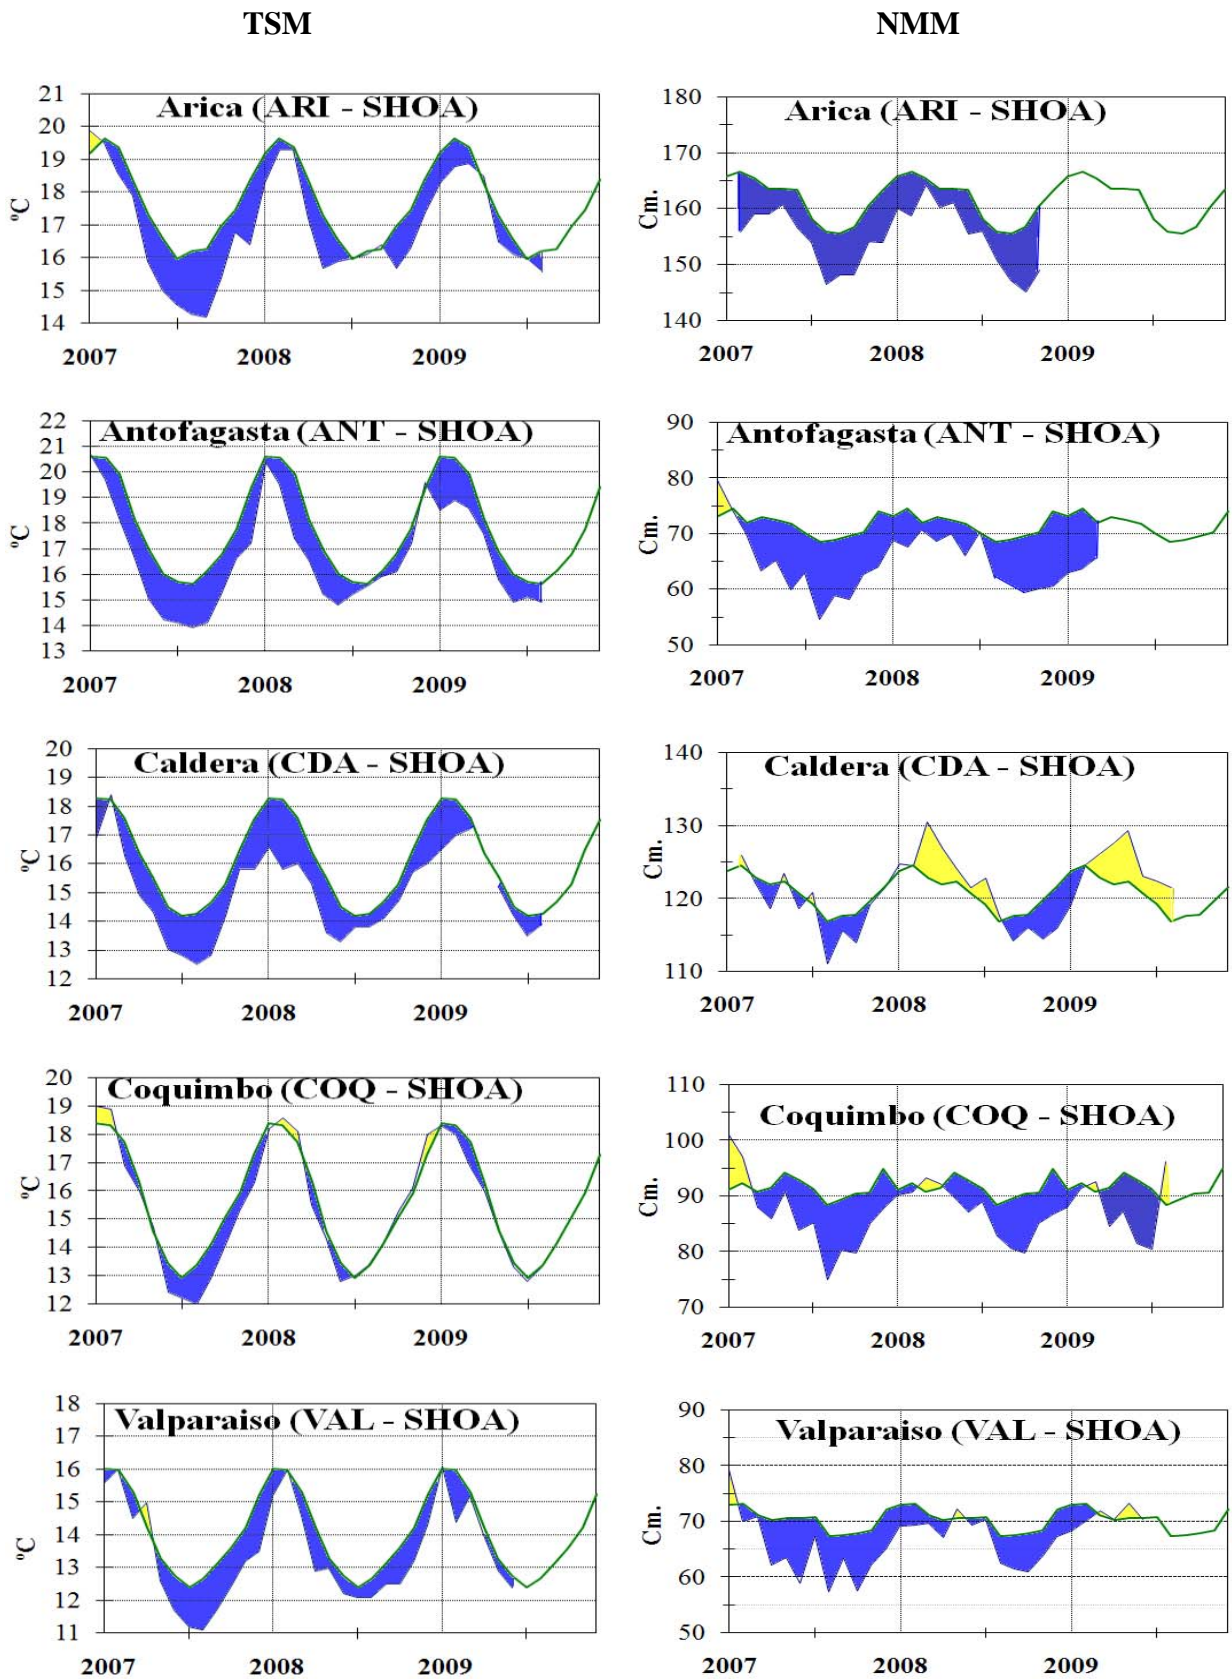 TSM NMM
Arica (ARI - SHOA)
21
20
19
18
17
16
15
14
ºC
2007 2008 2009
Arica (ARI - SHOA)
180
170
160
150
140
Cm.
2007 2008 2009
Antofagasta (ANT - SHOA)
22
21
20
19
18
17
16
15
14
13
ºC
2007 2008 2009
Antofagasta (ANT - SHOA)
90
80
70
60
50
Cm.
2007 2008 2009
Caldera (CDA - SHOA)
20
19
18
17
16
15
14
13
12
ºC
2007 2008 2009
Caldera (CDA - SHOA)
140
130
120
110
Cm.
2007 2008 2009
Coquimbo (COQ - SHOA)
20
19
18
17
16
15
14
13
12
ºC
2007 2008 2009
Coquimbo (COQ - SHOA)
110
100
90
80
70
Cm.
2007 2008 2009
Valparaiso (VAL - SHOA)
18
17
16
15
14
13
12
11
ºC
2007 2008 2009
Valparaiso (VAL - SHOA)
90
80
70
60
50
Cm.
2007 2008 2009